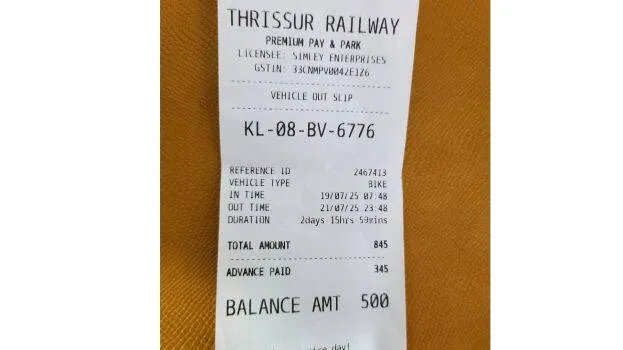 THRISSUR RAILWAY
PREMIUM PAY & PARK
LICENSEE: SIMLEY ENTERPRISES
GSTIN: 33CNMPV0042E1Z6
VEHICLE OUT SLIP
KL-08-BV-6776
REFERENCE ID 2467413
VEHICLE TYPE BIKE
IN TIME 19/07/25 07:48
OUT TIME 21/07/25 23:48
DURATION 2days 15hrs 59mins
TOTAL AMOUNT 845
ADVANCE PAID 345
BALANCE AMT 500
day!